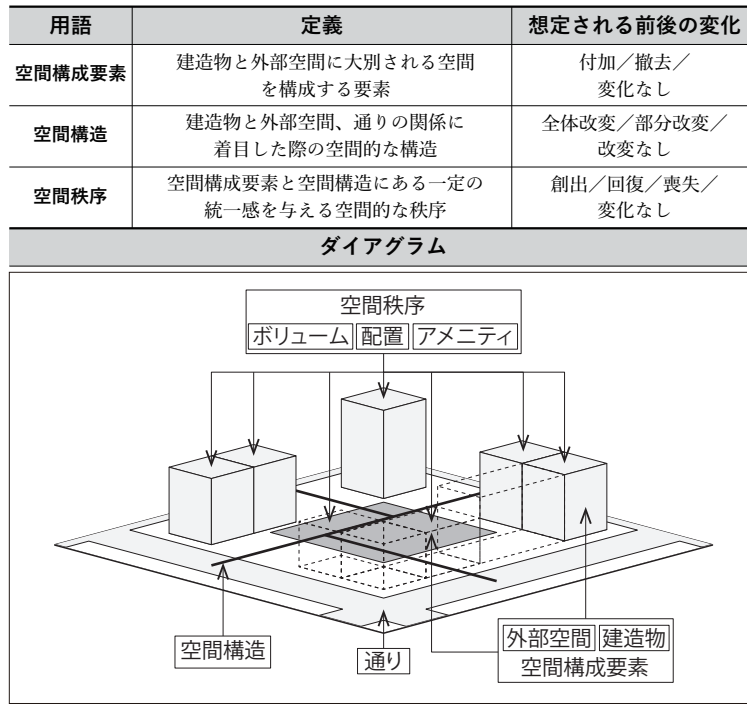 用語 定義 想定される前後の変化
空間構成要素 建造物と外部空間に大別される空間 付加／撤去／
を構成する要素 変化なし
空間構造 建造物と外部空間、通りの関係に 全体改変／部分改変／
着目した際の空間的な構造 改変なし
空間秩序 空間構成要素と空間構造にある一定の 創出／回復／喪失／
統一感を与える空間的な秩序 変化なし
ダイアグラム
空間秩序
ボリューム 配置 アメニティ
空間構造
通り
外部空間 建造物
空間構成要素